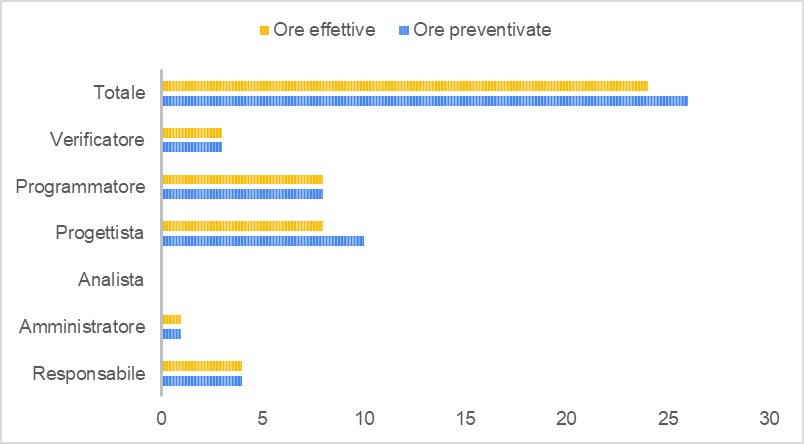 Ore effettive Ore preventivate
Totale
Verificatore
Programmatore
Progettista
Analista
Amministratore
Responsabile
0 5 10 15 20 25 30